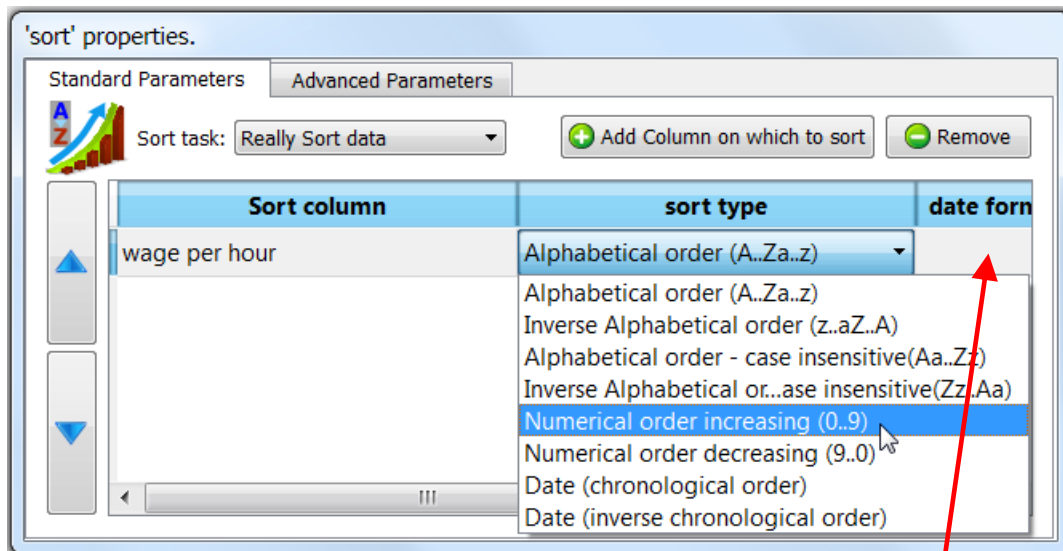 'sort' properties.
Standard Parameters Advanced Parameters
A
Z
Sort task: Really Sort data Add Column on which to sort Remove
Sort column sort type date forn
wage per hour Alphabetical order (A..Za..z)
Alphabetical order (A..Za..z)
Inverse Alphabetical order (z..aZ..A)
Alphabetical order - case insensitive(Aa..Zz)
Inverse Alphabetical or...ase insensitive(Zz..Aa)
Numerical order increasing (0..9)
Numerical order decreasing (9..0)
Date (chronological order)
Date (inverse chronological order)